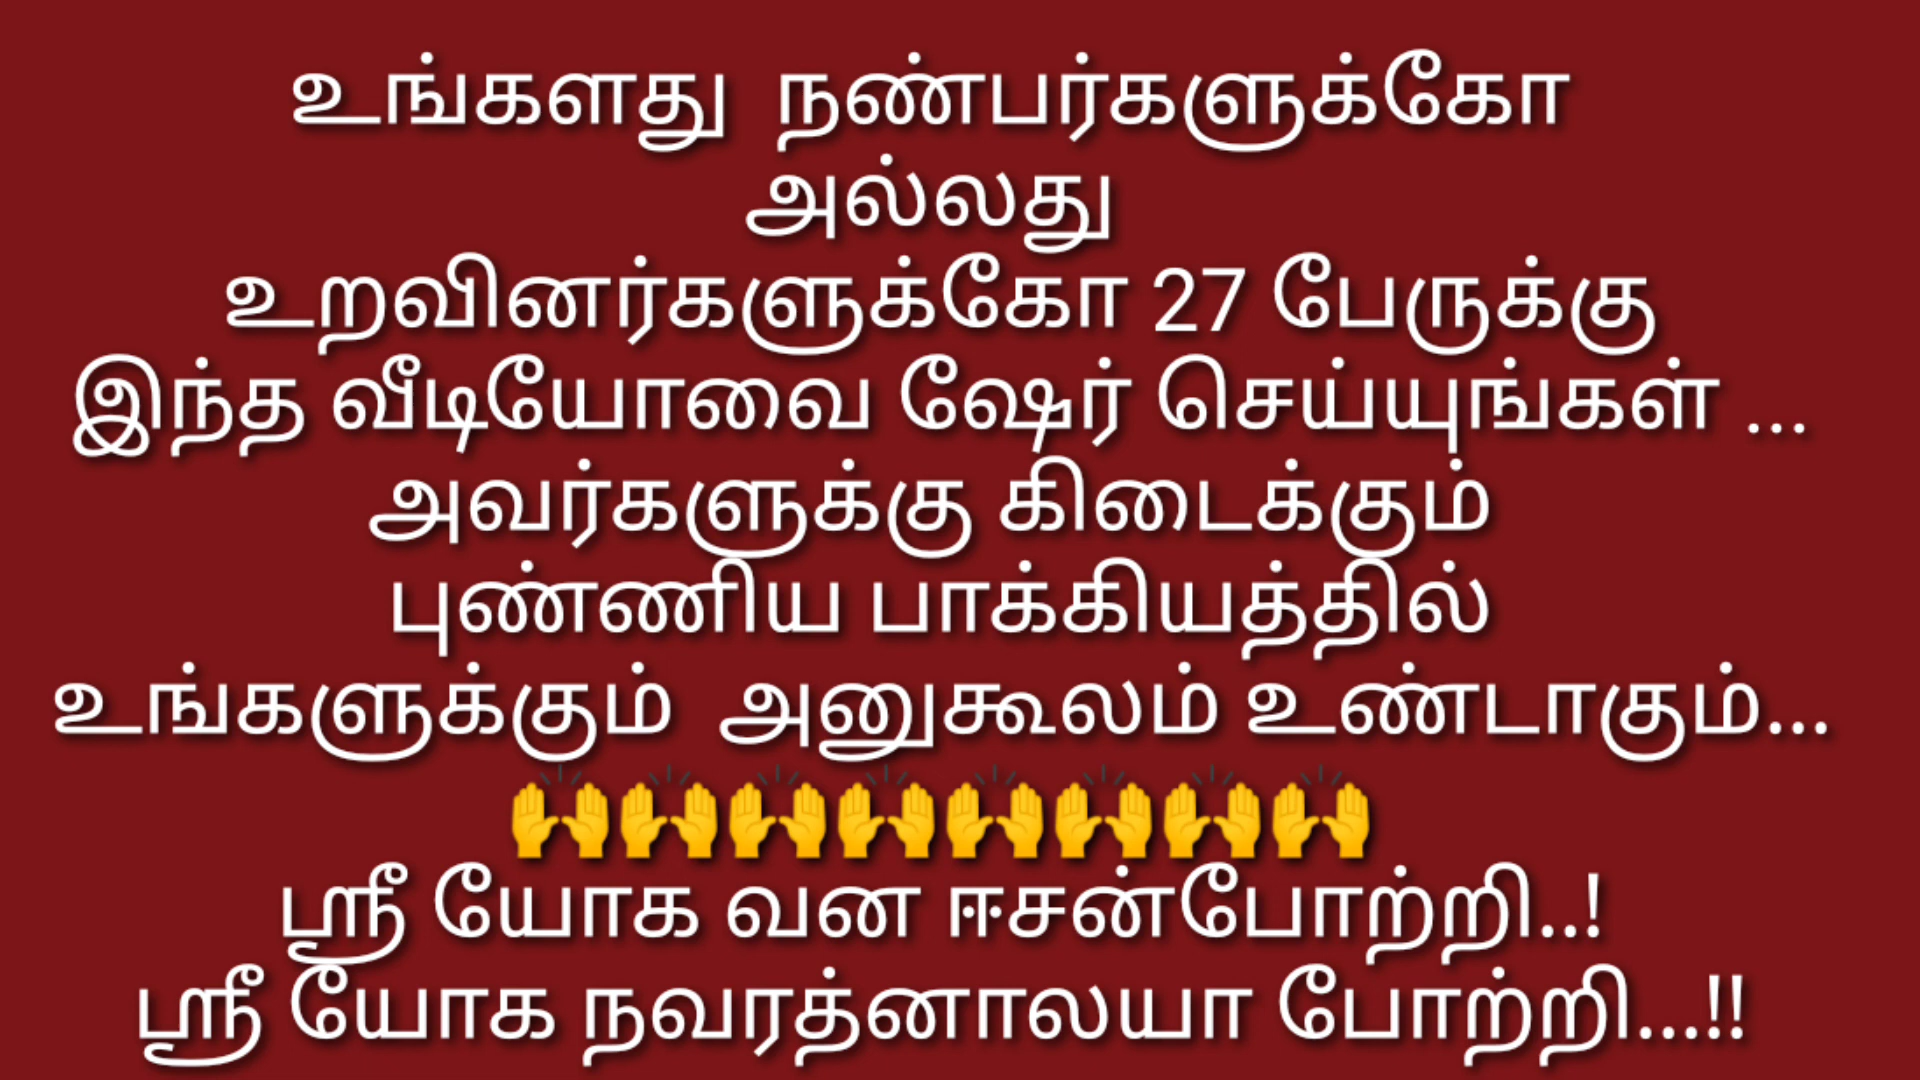 உங்களது நண்பர்களுக்கோ
அல்லது
உறவினர்களுக்கோ 27 பேருக்கு
இந்த வீடியோவை ஷேர் செய்யுங்கள் ...
அவர்களுக்கு கிடைக்கும்
புண்ணிய பாக்கியத்தில்
உங்களுக்கும் அனுகூலம் உண்டாகும்...
🙌🙌🙌🙌🙌🙌🙌🙌
ஸ்ரீ யோக வன ஈசன்போற்றி..!
ஸ்ரீ யோக நவரத்னாலயா போற்றி...!!